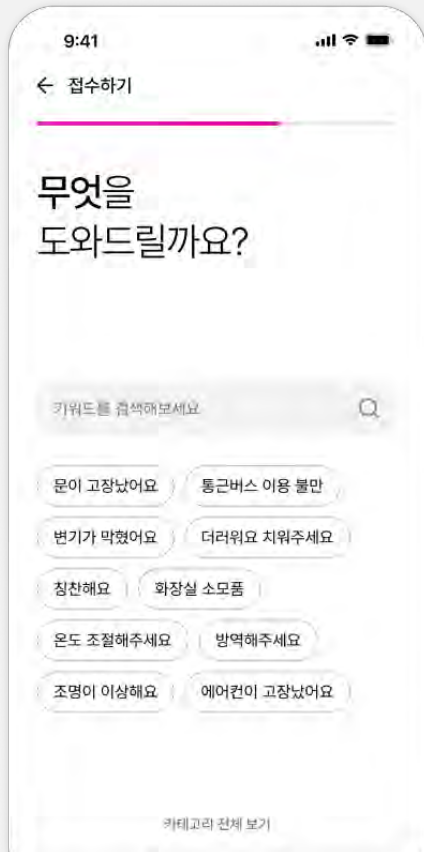 9:41
접수하기
무엇을
도와드릴까요?
키워드를 검색해보세요
문이 고장났어요
통근버스 이용 불만
변기가 막혔어요
더러워요 치워주세요
칭찬해요
화장실 소모품
온도 조절해주세요
방역해주세요
조명이 이상해요
에어컨이 고장났어요
카테고리 전체 보기